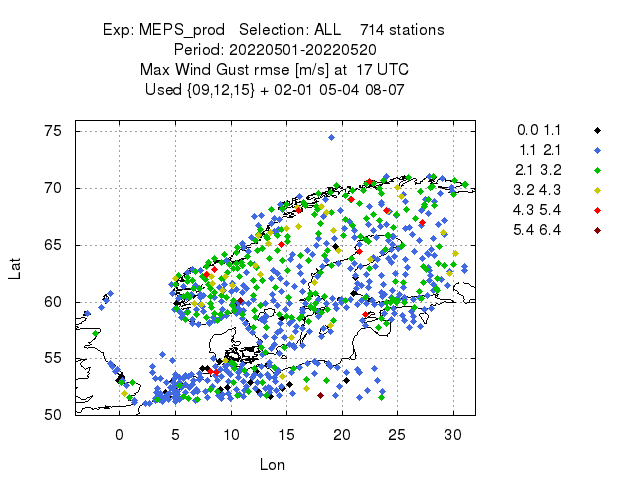 Exp: MEPS_prod Selection: ALL 714 stations
Period: 20220501-20220520
Max Wind Gust rmse [m/s] at 17 UTC
Used {09,12,15} + 02-01 05-04 08-07
75
70
65
60
55
50
Lat
0 5 10 15 20 25 30
Lon
0.0 1.1
1.1 2.1
2.1 3.2
3.2 4.3
4.3 5.4
5.4 6.4